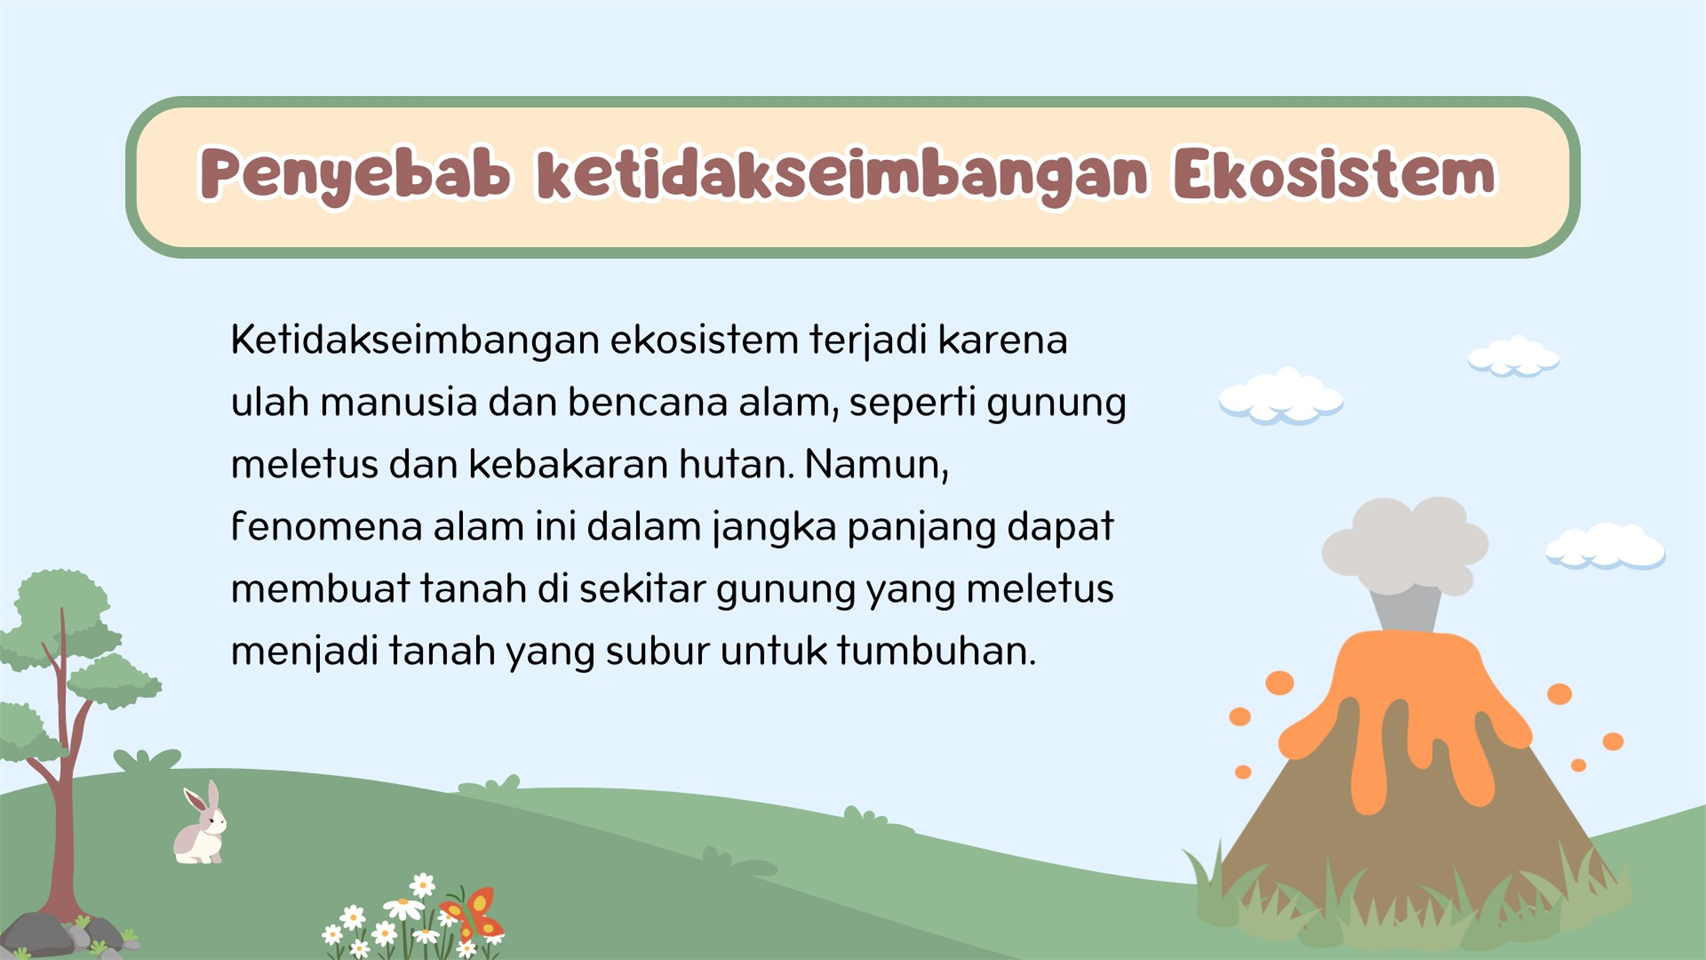 Penyebab ketidakseimbangan Ekosistem
Ketidakseimbangan ekosistem terjadi karena
ulah manusia dan bencana alam, seperti gunung
meletus dan kebakaran hutan. Namun,
fenomena alam ini dalam jangka panjang dapat
membuat tanah di sekitar gunung yang meletus
menjadi tanah yang subur untuk tumbuhan.